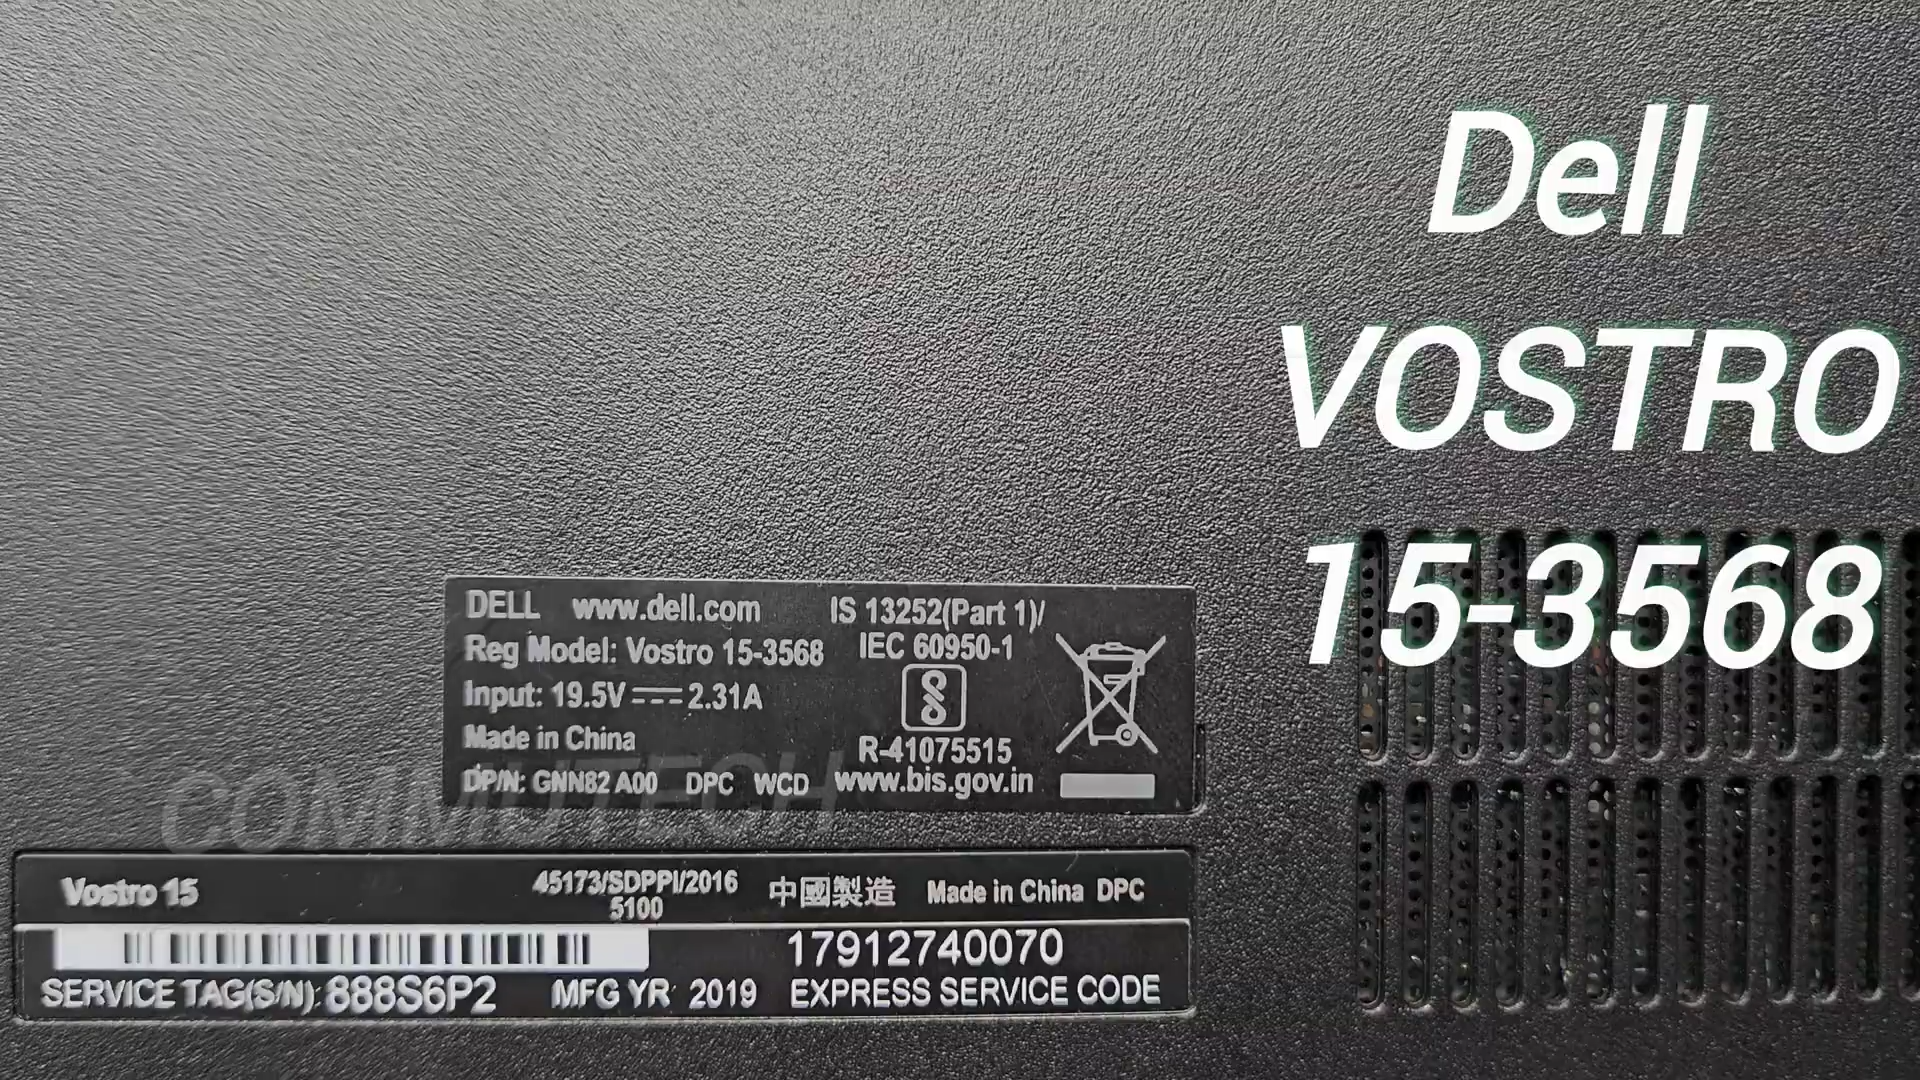 Dell
VOSTRO
15-3568
DELL www.dell.com IS 13252(Part 1)/
IEC 60950-1
Reg Model: Vostro 15-3568
Input: 19.5V 2.31A
Made in China
R-41075515
DP/N: GNN82 A00 DPC WCD www.bis.gov.in
COMMUTECH
Vostro 15 45173/SDPPI/2016
5100 中國製造 Made in China DPC
17912740070
SERVICE TAG(S/N): 888S6P2 MFG YR 2019 EXPRESS SERVICE CODE